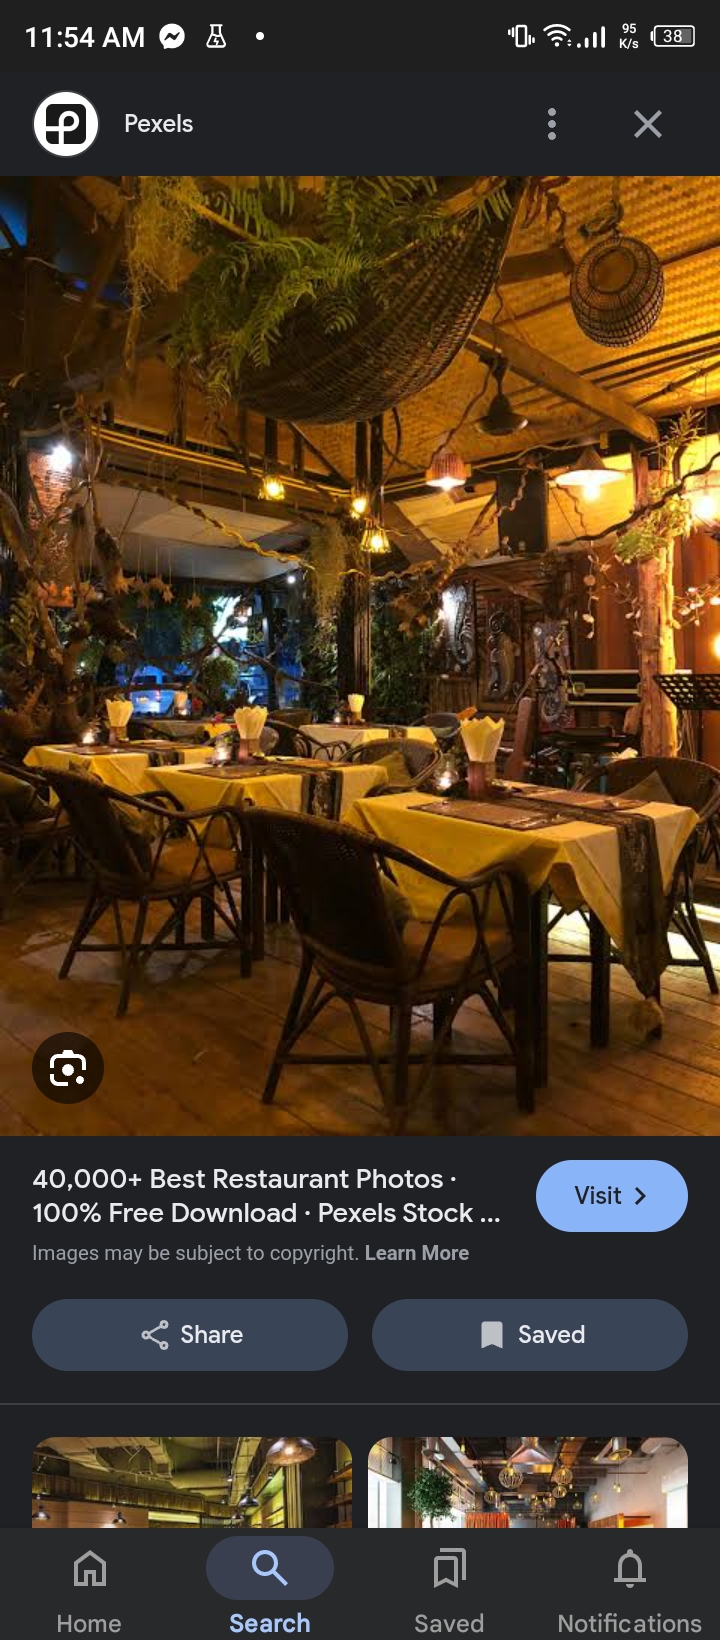 11:54 AM
95
K/s
38
Pexels
40,000+ Best Restaurant Photos ·
100% Free Download · Pexels Stock ...
Visit
Images may be subject to copyright. Learn More
Share
Saved
Home
Search
Saved
Notifications